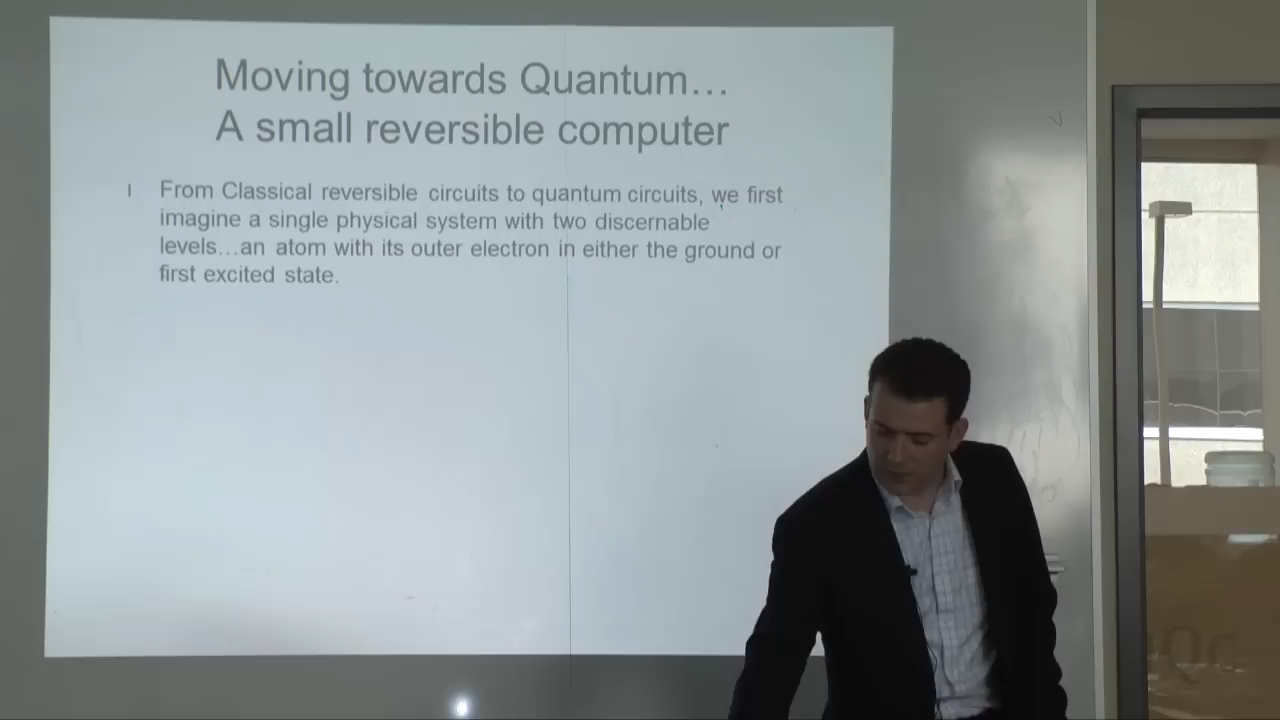 Moving towards Quantum…
A small reversible computer
From Classical reversible circuits to quantum circuits, we first
imagine a single physical system with two discernable
levels…an atom with its outer electron in either the ground or
first excited state.